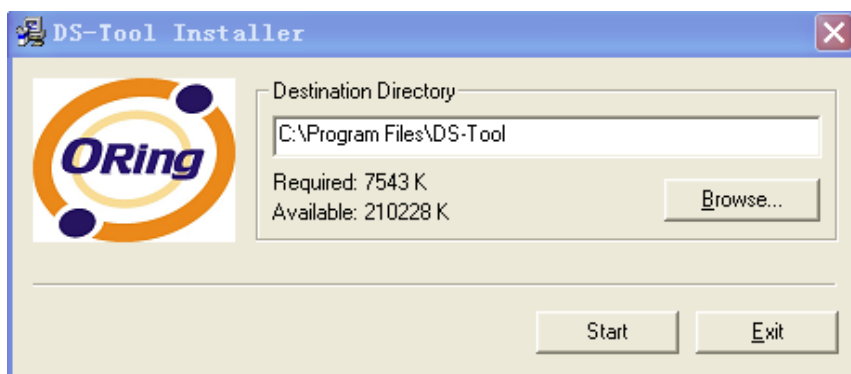 DS-Tool Installer
ORing
Destination Directory
C:\Program Files\DS-Tool
Required: 7543 K
Available: 210228 K
Browse...
Start
Exit